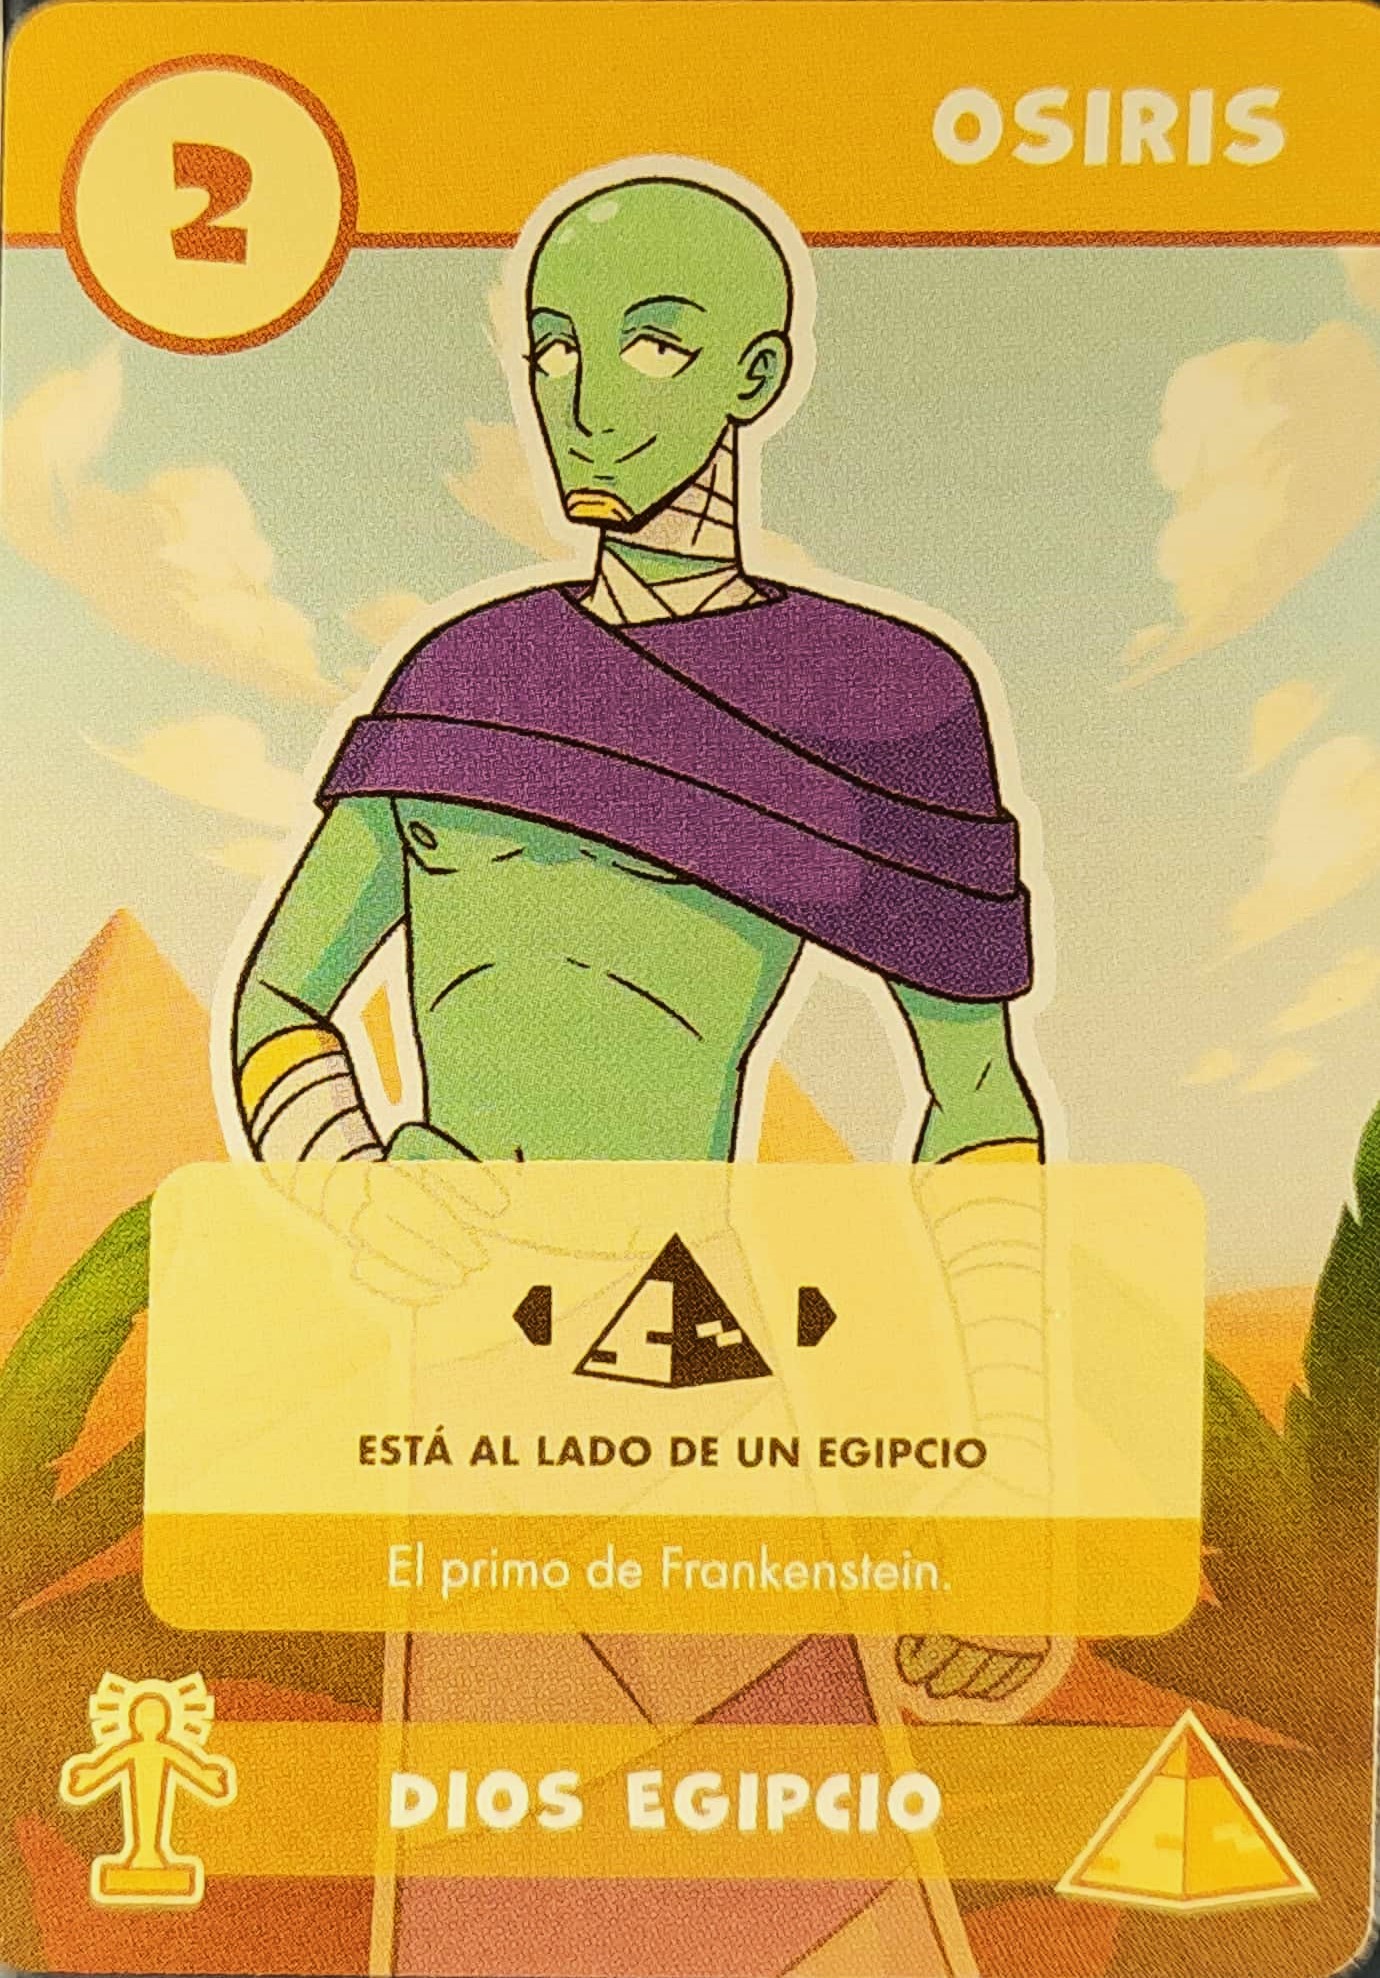 2
OSIRIS
ESTÁ AL LADO DE UN EGIPCIO
El primo de Frankenstein.
DIOS EGIPCIO